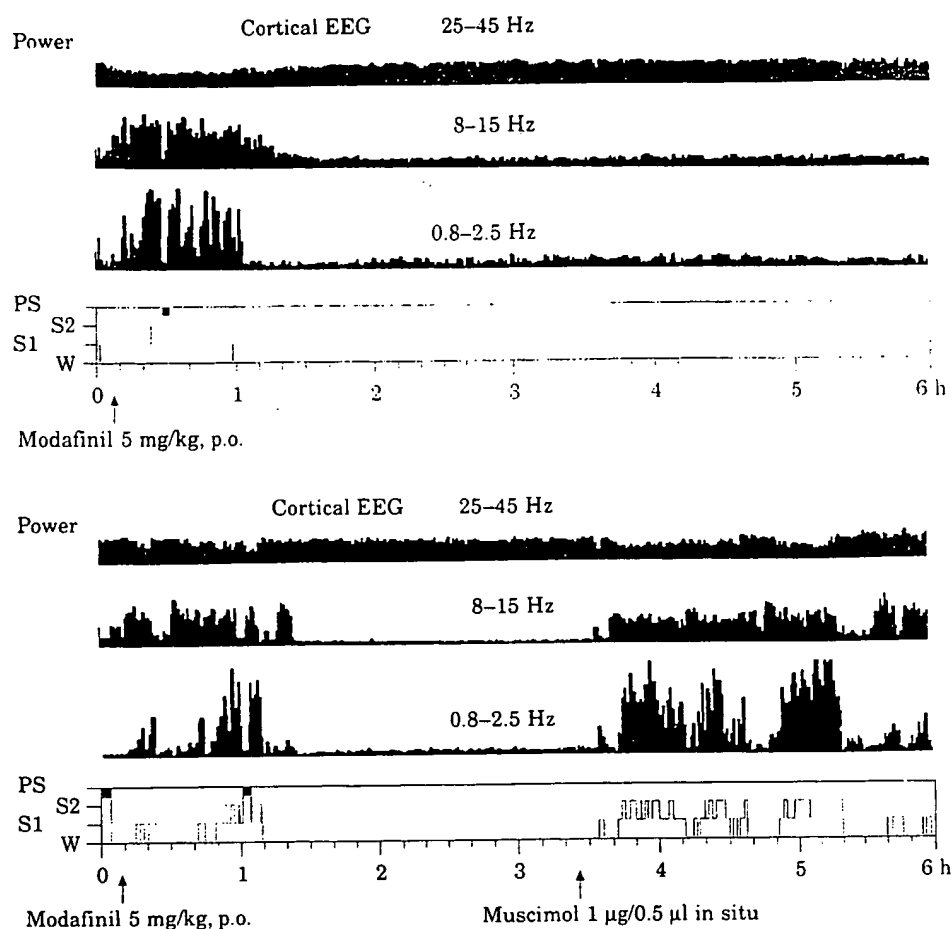 Cortical EEG 25–45 Hz
Power
8–15 Hz
0.8–2.5 Hz
PS
S2
S1
W
0 1 2 3 4 5 6 h
Modafinil 5 mg/kg, p.o.
Cortical EEG 25–45 Hz
Power
8–15 Hz
0.8–2.5 Hz
PS
S2
S1
W
0 1 2 3 4 5 6 h
Modafinil 5 mg/kg, p.o. Muscimol 1 µg/0.5 µl in situ